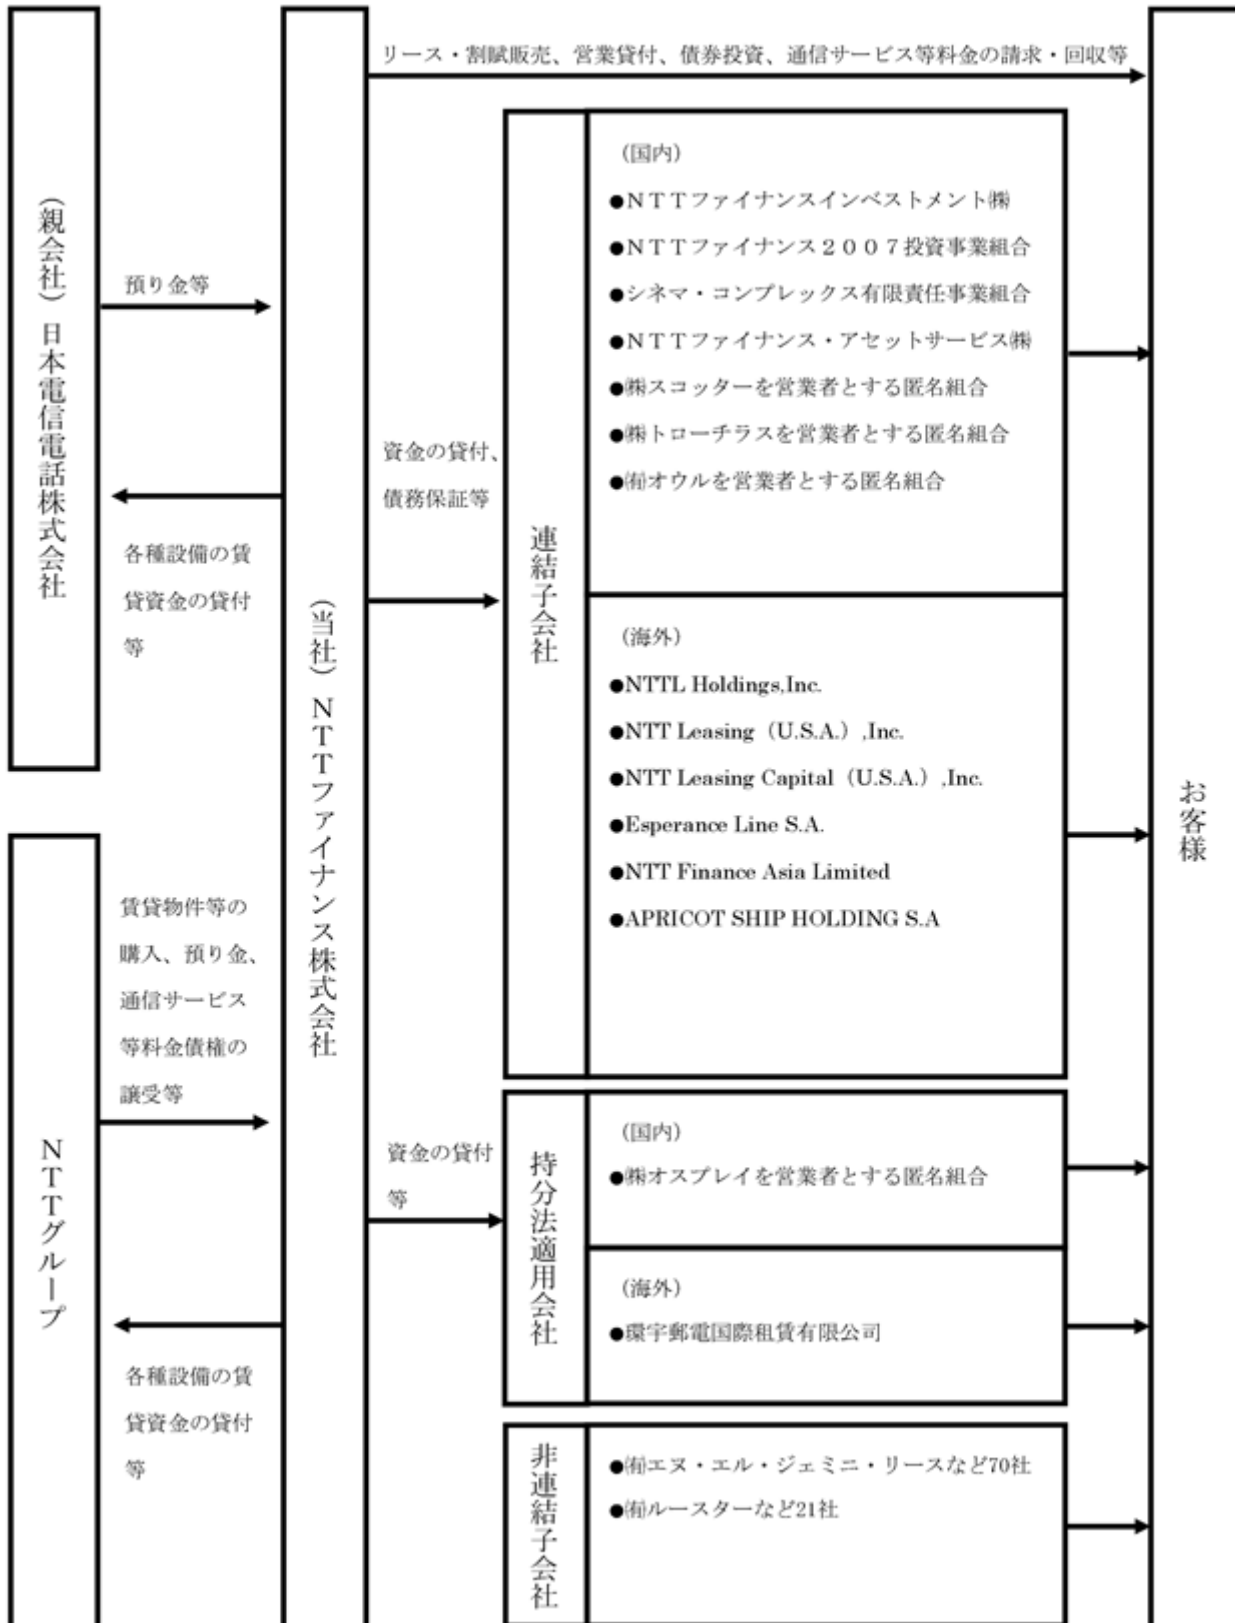 リース・割賦販売、営業貸付、債券投資、通信サービス等料金の請求・回収等
(親会社)日本電信電話株式会社
預り金等
各種設備の賃
貸資金の貸付
等
NTTグループ
賃貸物件等の
購入、預り金、
通信サービス
等料金債権の
譲受等
各種設備の賃
貸資金の貸付
等
(当社)NTTファイナンス株式会社
資金の貸付、
債務保証等
連結子会社
(国内)
●NTTファイナンスインベストメント㈱
●NTTファイナンス2007投資事業組合
●シネマ・コンプレックス有限責任事業組合
●NTTファイナンス・アセットサービス㈱
●㈱スコッターを営業者とする匿名組合
●㈱トローチラスを営業者とする匿名組合
●㈲オウルを営業者とする匿名組合
(海外)
●NTTL Holdings,Inc.
●NTT Leasing(U.S.A.),Inc.
●NTT Leasing Capital(U.S.A.),Inc.
●Esperance Line S.A.
●NTT Finance Asia Limited
●APRICOT SHIP HOLDING S.A
資金の貸付
等
持分法適用会社
(国内)
●㈱オスプレイを営業者とする匿名組合
(海外)
●環宇郵電国際租賃有限公司
非連結子会社
●㈲エヌ・エル・ジェミニ・リースなど70社
●㈲ルースターなど21社
お客様